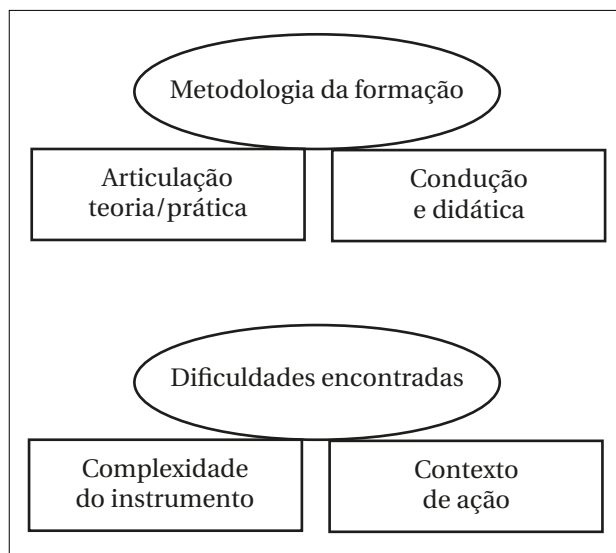 Metodologia da formação
Articulação
teoria/prática
Condução
e didática
Dificuldades encontradas
Complexidade
do instrumento
Contexto
de ação